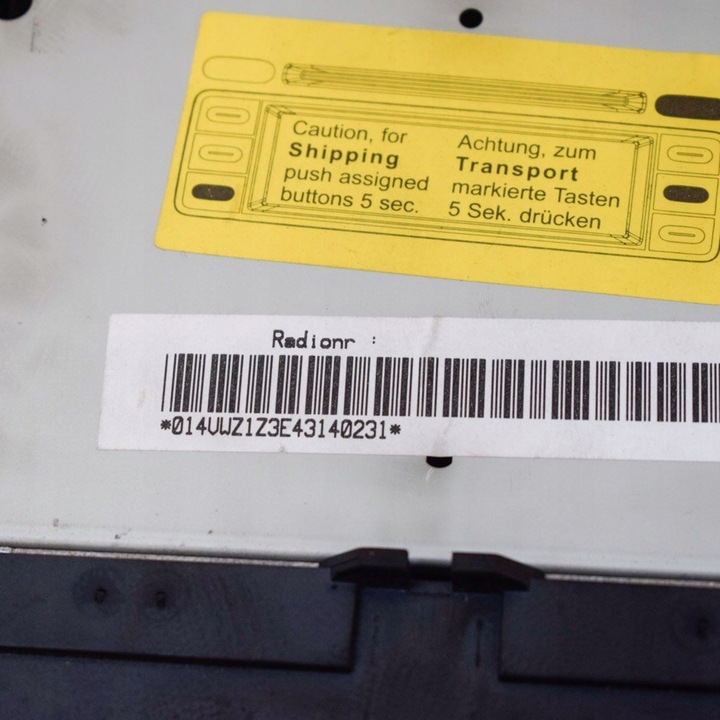 Caution, for
Shipping
push assigned
buttons 5 sec.
Achtung, zum
Transport
markierte Tasten
5 Sek. drücken
Radionr :
*014VWZ1Z3E43140231*